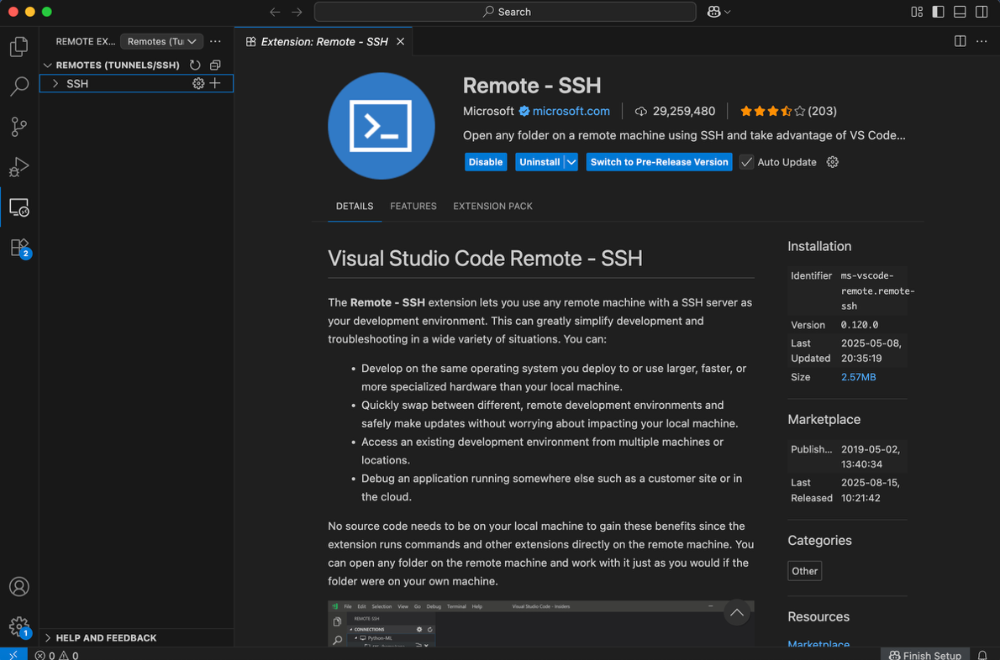 Search
REMOTE EX... Remotes (Tu
REMOTES (TUNNELS/SSH)
SSH
2
1
HELP AND FEEDBACK
Extension: Remote - SSH
Remote - SSH
Microsoft microsoft.com 29,259,480 (203)
Open any folder on a remote machine using SSH and take advantage of VS Code...
Disable Uninstall Switch to Pre-Release Version Auto Update
DETAILS FEATURES EXTENSION PACK
Visual Studio Code Remote - SSH
The Remote - SSH extension lets you use any remote machine with a SSH server as
your development environment. This can greatly simplify development and
troubleshooting in a wide variety of situations. You can:
• Develop on the same operating system you deploy to or use larger, faster, or
more specialized hardware than your local machine.
• Quickly swap between different, remote development environments and
safely make updates without worrying about impacting your local machine.
• Access an existing development environment from multiple machines or
locations.
• Debug an application running somewhere else such as a customer site or in
the cloud.
No source code needs to be on your local machine to gain these benefits since the
extension runs commands and other extensions directly on the remote machine. You
can open any folder on the remote machine and work with it just as you would if the
folder were on your own machine.
File Edit Selection View Go Debug Terminal Help Visual Studio Code - Insiders
REMOTE SSH
CONNECTIONS
Python-ML
Installation
Identifier ms-vscode-
remote.remote-
ssh
Version 0.120.0
Last 2025-05-08,
Updated 20:35:19
Size 2.57MB
Marketplace
Publish... 2019-05-02,
13:40:34
Last 2025-08-15,
Released 10:21:42
Categories
Other
Resources
Marketplace
0 0
Finish Setup